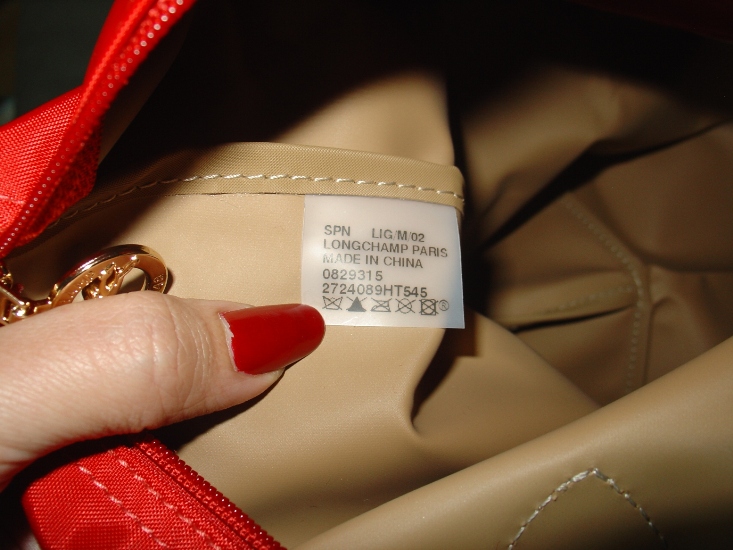 SPN LIG/M/02
LONGCHAMP PARIS
MADE IN CHINA
0829315
2724089HT545
®